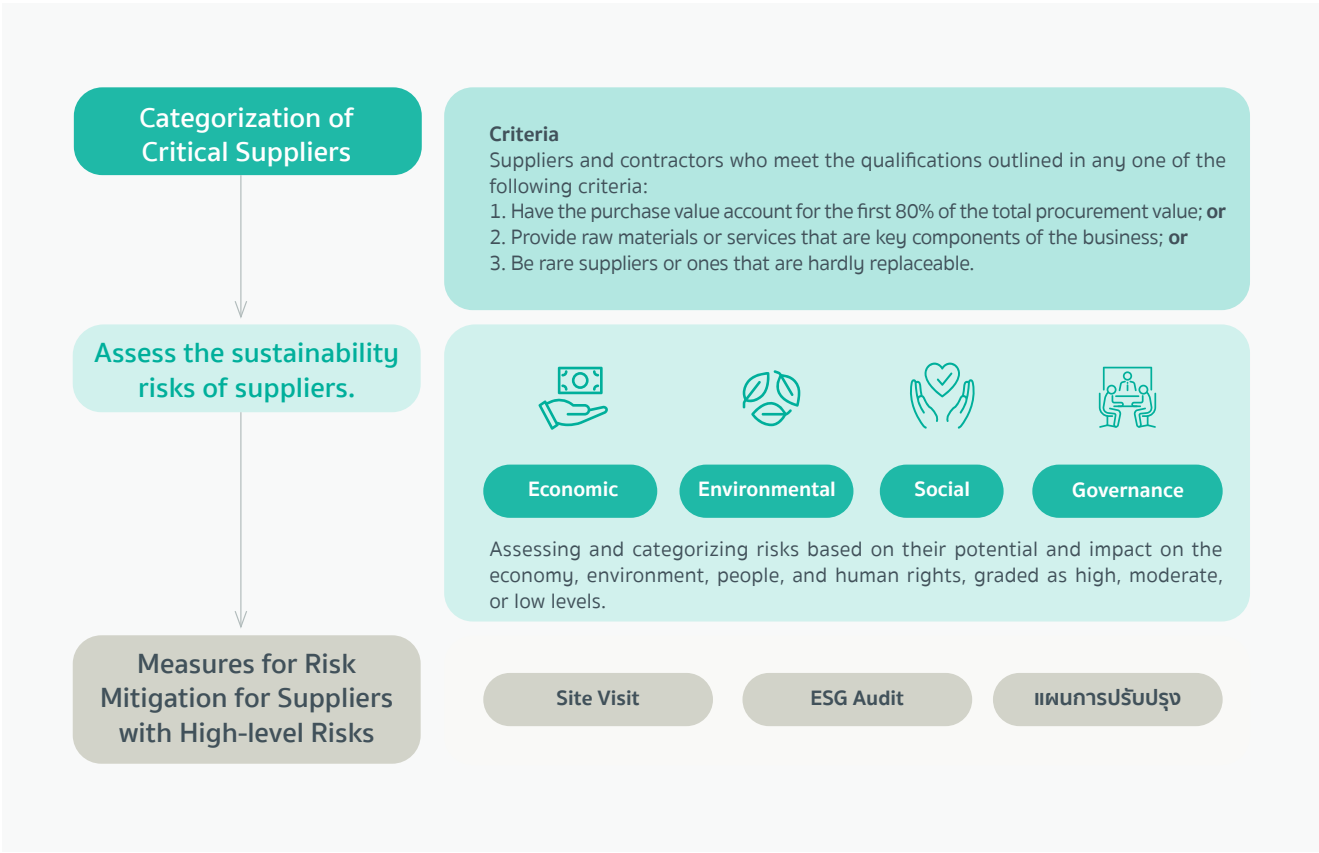 Categorization of
Critical Suppliers
Criteria
Suppliers and contractors who meet the qualifications outlined in any one of the
following criteria:
1. Have the purchase value account for the first 80% of the total procurement value; or
2. Provide raw materials or services that are key components of the business; or
3. Be rare suppliers or ones that are hardly replaceable.
Assess the sustainability
risks of suppliers.
Economic
Environmental
Social
Governance
Assessing and categorizing risks based on their potential and impact on the
economy, environment, people, and human rights, graded as high, moderate,
or low levels.
Measures for Risk
Mitigation for Suppliers
with High-level Risks
Site Visit
ESG Audit
แผนการปรับปรุง